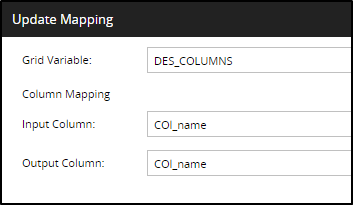 Update Mapping
Grid Variable: DES_COLUMNS
Column Mapping
Input Column: COl_name
Output Column: COl_name